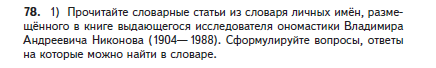 78. 1) Прочитайте словарные статьи из словаря личных имён, разме-
щённого в книге выдающегося исследователя ономастики Владимира
Андреевича Никонова (1904—1988). Сформулируйте вопросы, ответы
на которые можно найти в словаре.